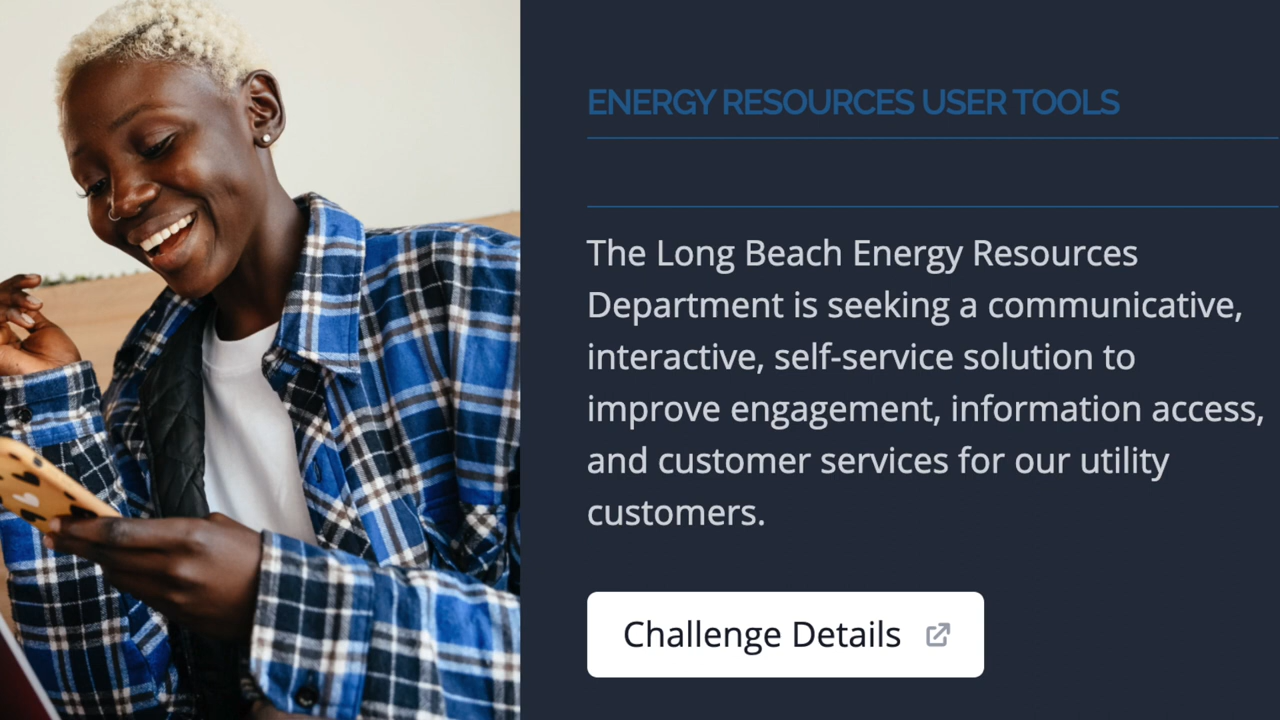 ENERGY RESOURCES USER TOOLS
The Long Beach Energy Resources
Department is seeking a communicative,
interactive, self-service solution to
improve engagement, information access,
and customer services for our utility
customers.
Challenge Details